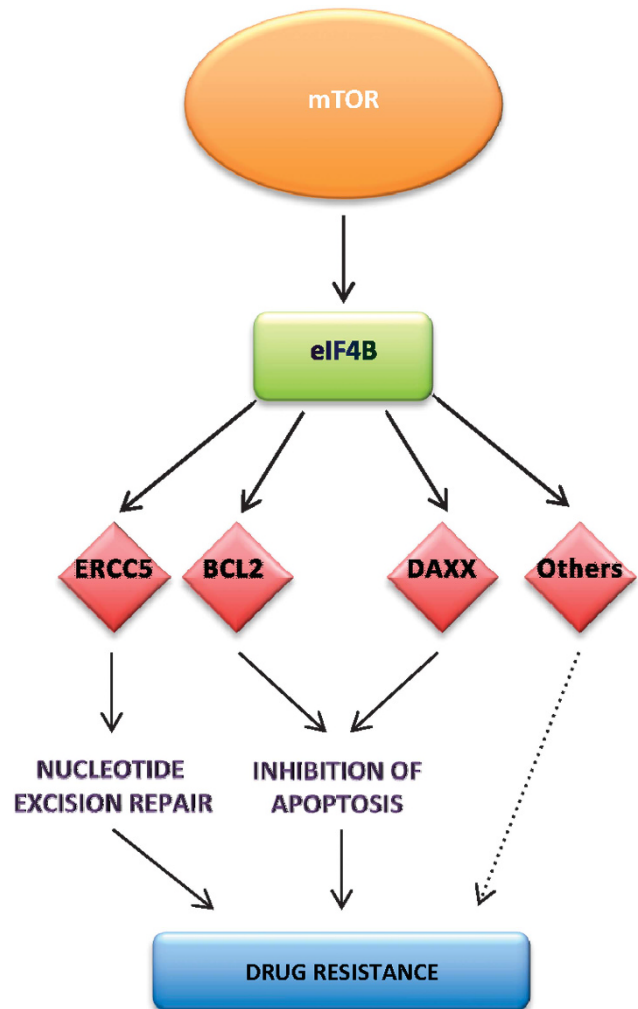 mTOR
eIF4B
ERCC5
BCL2
DAXX
Others
NUCLEOTIDE
EXCISION REPAIR
INHIBITION OF
APOPTOSIS
DRUG RESISTANCE